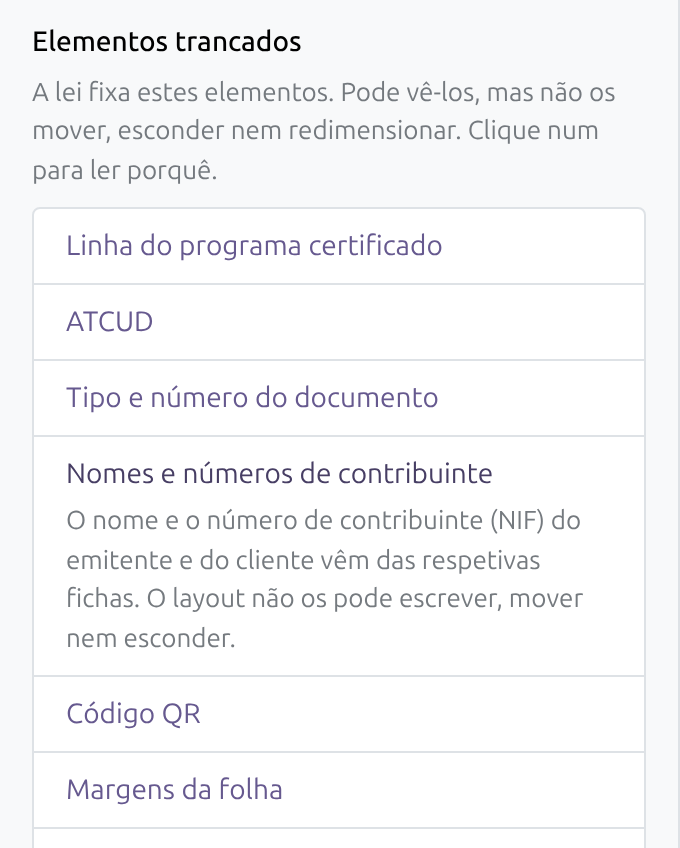 Elementos trancados
A lei fixa estes elementos. Pode vê-los, mas não os
mover, esconder nem redimensionar. Clique num
para ler porquê.
Linha do programa certificado
ATCUD
Tipo e número do documento
Nomes e números de contribuinte
O nome e o número de contribuinte (NIF) do
emitente e do cliente vêm das respetivas
fichas. O layout não os pode escrever, mover
nem esconder.
Código QR
Margens da folha